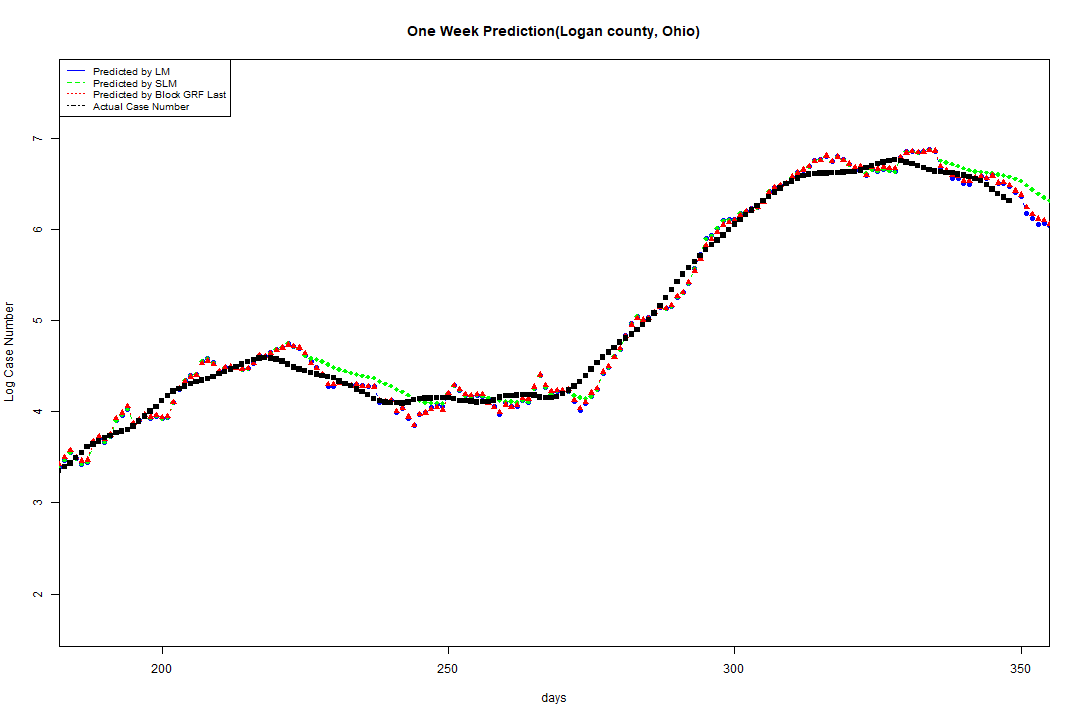 One Week Prediction(Logan county, Ohio)
Predicted by LM
Predicted by SLM
Predicted by Block GRF Last
Actual Case Number
7
6
5
4
3
2
Log Case Number
200
250
300
350
days